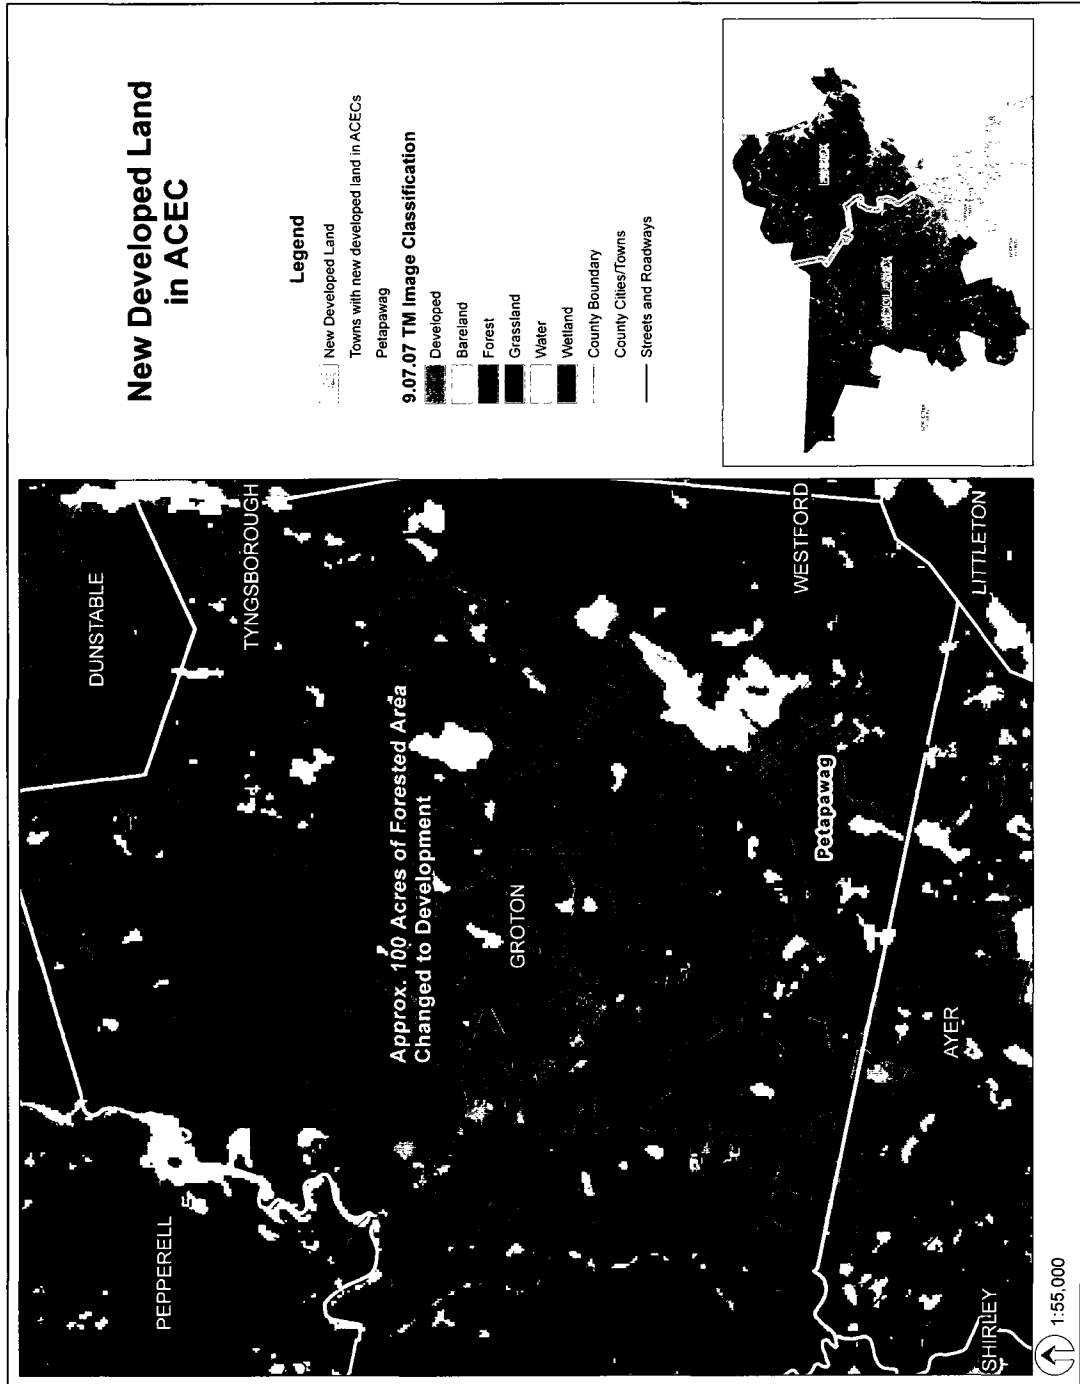 New Developed Land
in ACEC
Legend
New Developed Land
Towns with new developed land in ACECs
Petapawag
9.07.07 TM Image Classification
Developed
Bareland
Forest
Grassland
Water
Wetland
County Boundary
County Cities/Towns
Streets and Roadways
DUNSTABLE
TYNGSBOROUGH
PEPPERELL
Approx. 100 Acres of Forested Area
Changed to Development
GROTON
WESTFORD
Petapawag
LITTLETON
AYER
SHIRLEY
1:55,000
ESSEX
MIDDLESEX